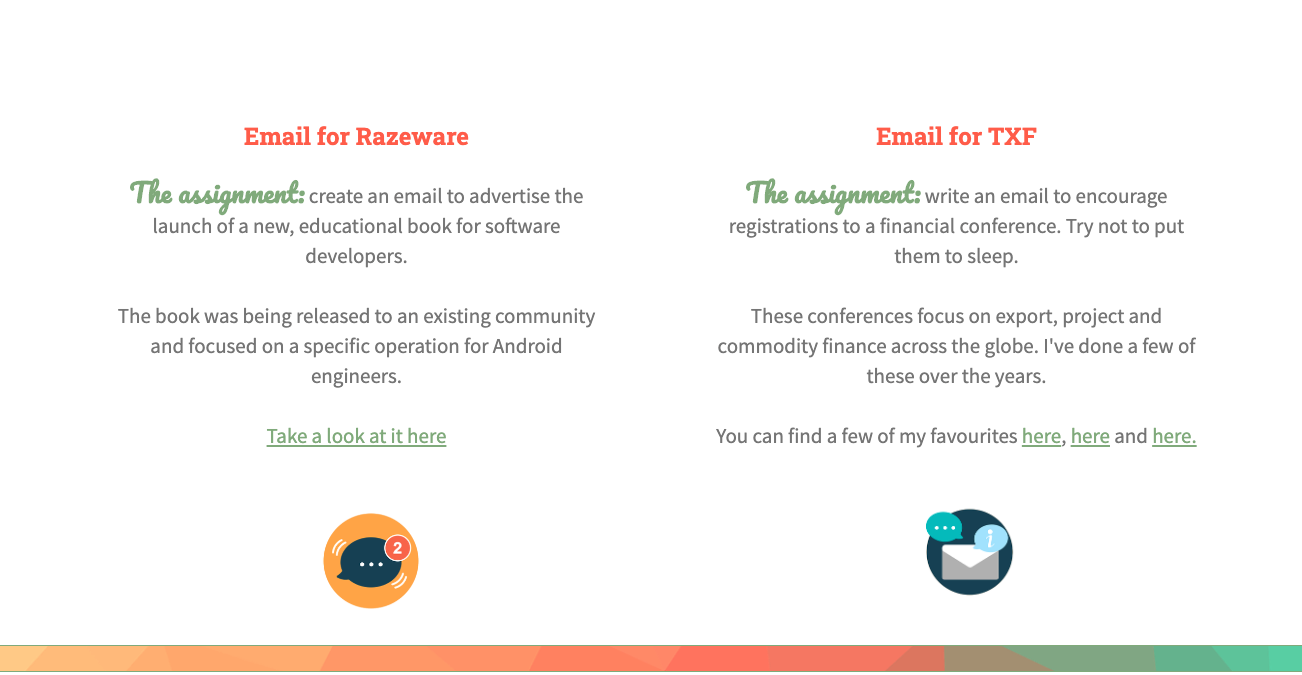 Email for Razeware
The assignment: create an email to advertise the
launch of a new, educational book for software
developers.
The book was being released to an existing community
and focused on a specific operation for Android
engineers.
Take a look at it here
2
Email for TXF
The assignment: write an email to encourage
registrations to a financial conference. Try not to put
them to sleep.
These conferences focus on export, project and
commodity finance across the globe. I've done a few of
these over the years.
You can find a few of my favourites here, here and here.
i